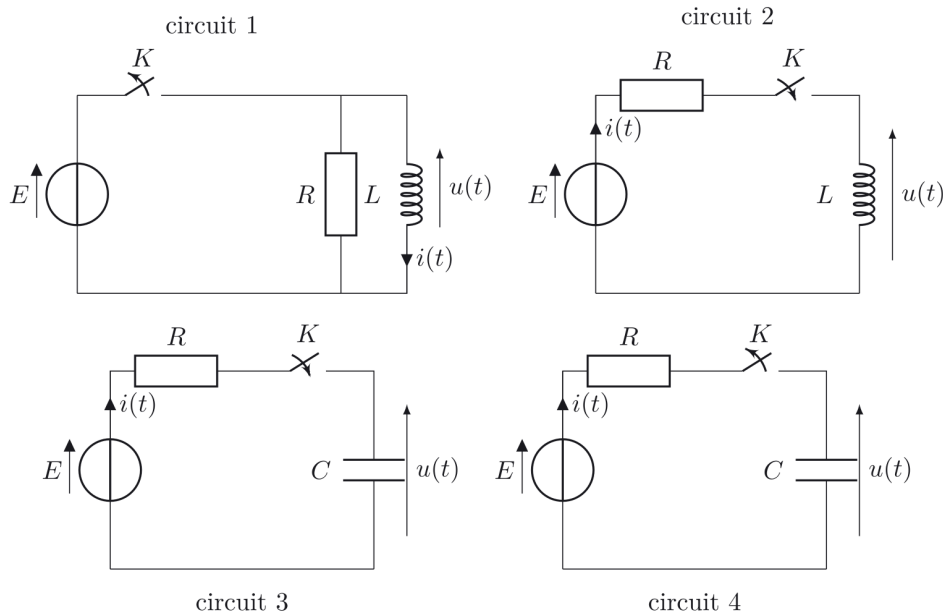 circuit 1
K
E
R
L
u(t)
i(t)
circuit 2
R
K
i(t)
E
L
u(t)
R
K
i(t)
E
C
u(t)
circuit 3
R
K
i(t)
E
C
u(t)
circuit 4